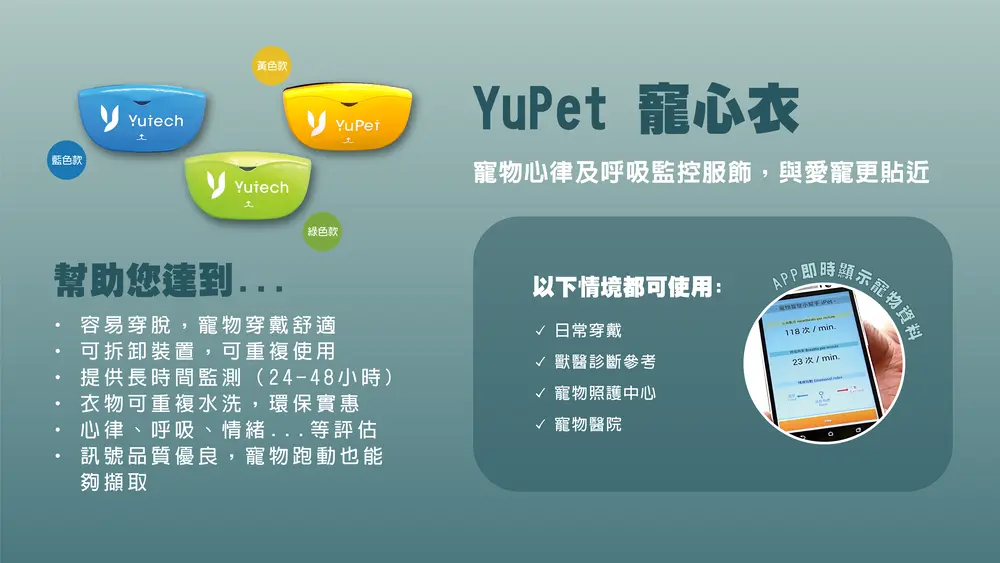 黃色款
Yutech
YuPet
藍色款
Yutech
綠色款
YuPet 寵心衣
寵物心律及呼吸監控服飾，與愛寵更貼近
幫助您達到...
• 容易穿脫，寵物穿戴舒適
• 可拆卸裝置，可重複使用
• 提供長時間監測（24-48小時）
• 衣物可重複水洗，環保實惠
• 心律、呼吸、情緒...等評估
• 訊號品質優良，寵物跑動也能
夠擷取
以下情境都可使用:
✓ 日常穿戴
✓ 獸醫診斷參考
✓ 寵物照護中心
✓ 寵物醫院
APP即時顯示寵物資料
118 次 / min.
23 次 / min.